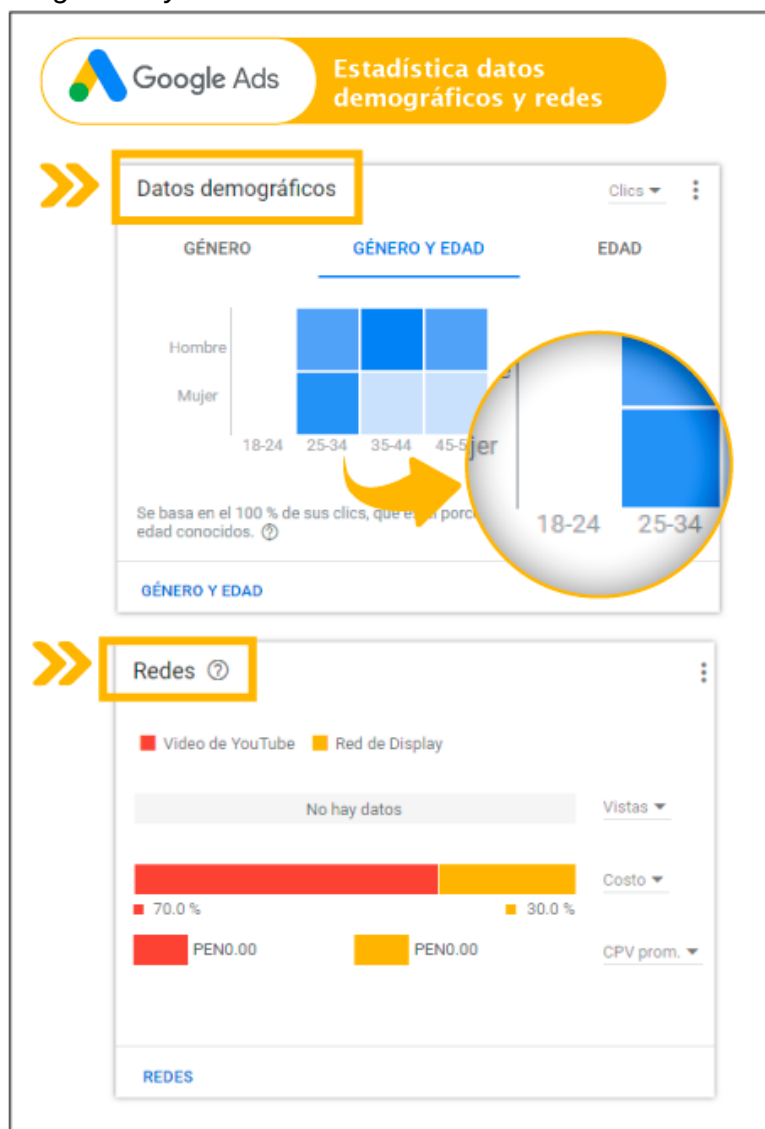 Google Ads
Estadística datos
demográficos y redes
Datos demográficos
Clics
GÉNERO
GÉNERO Y EDAD
EDAD
Hombre
Mujer
18-24 25-34 35-44 45-5
jer
18-24 25-34
Se basa en el 100 % de sus clics, que
edad conocidos.
GÉNERO Y EDAD
Redes
Video de YouTube
Red de Display
No hay datos
Vistas
Costo
70.0 %
30.0 %
PEN0.00
PEN0.00
CPV prom.
REDES